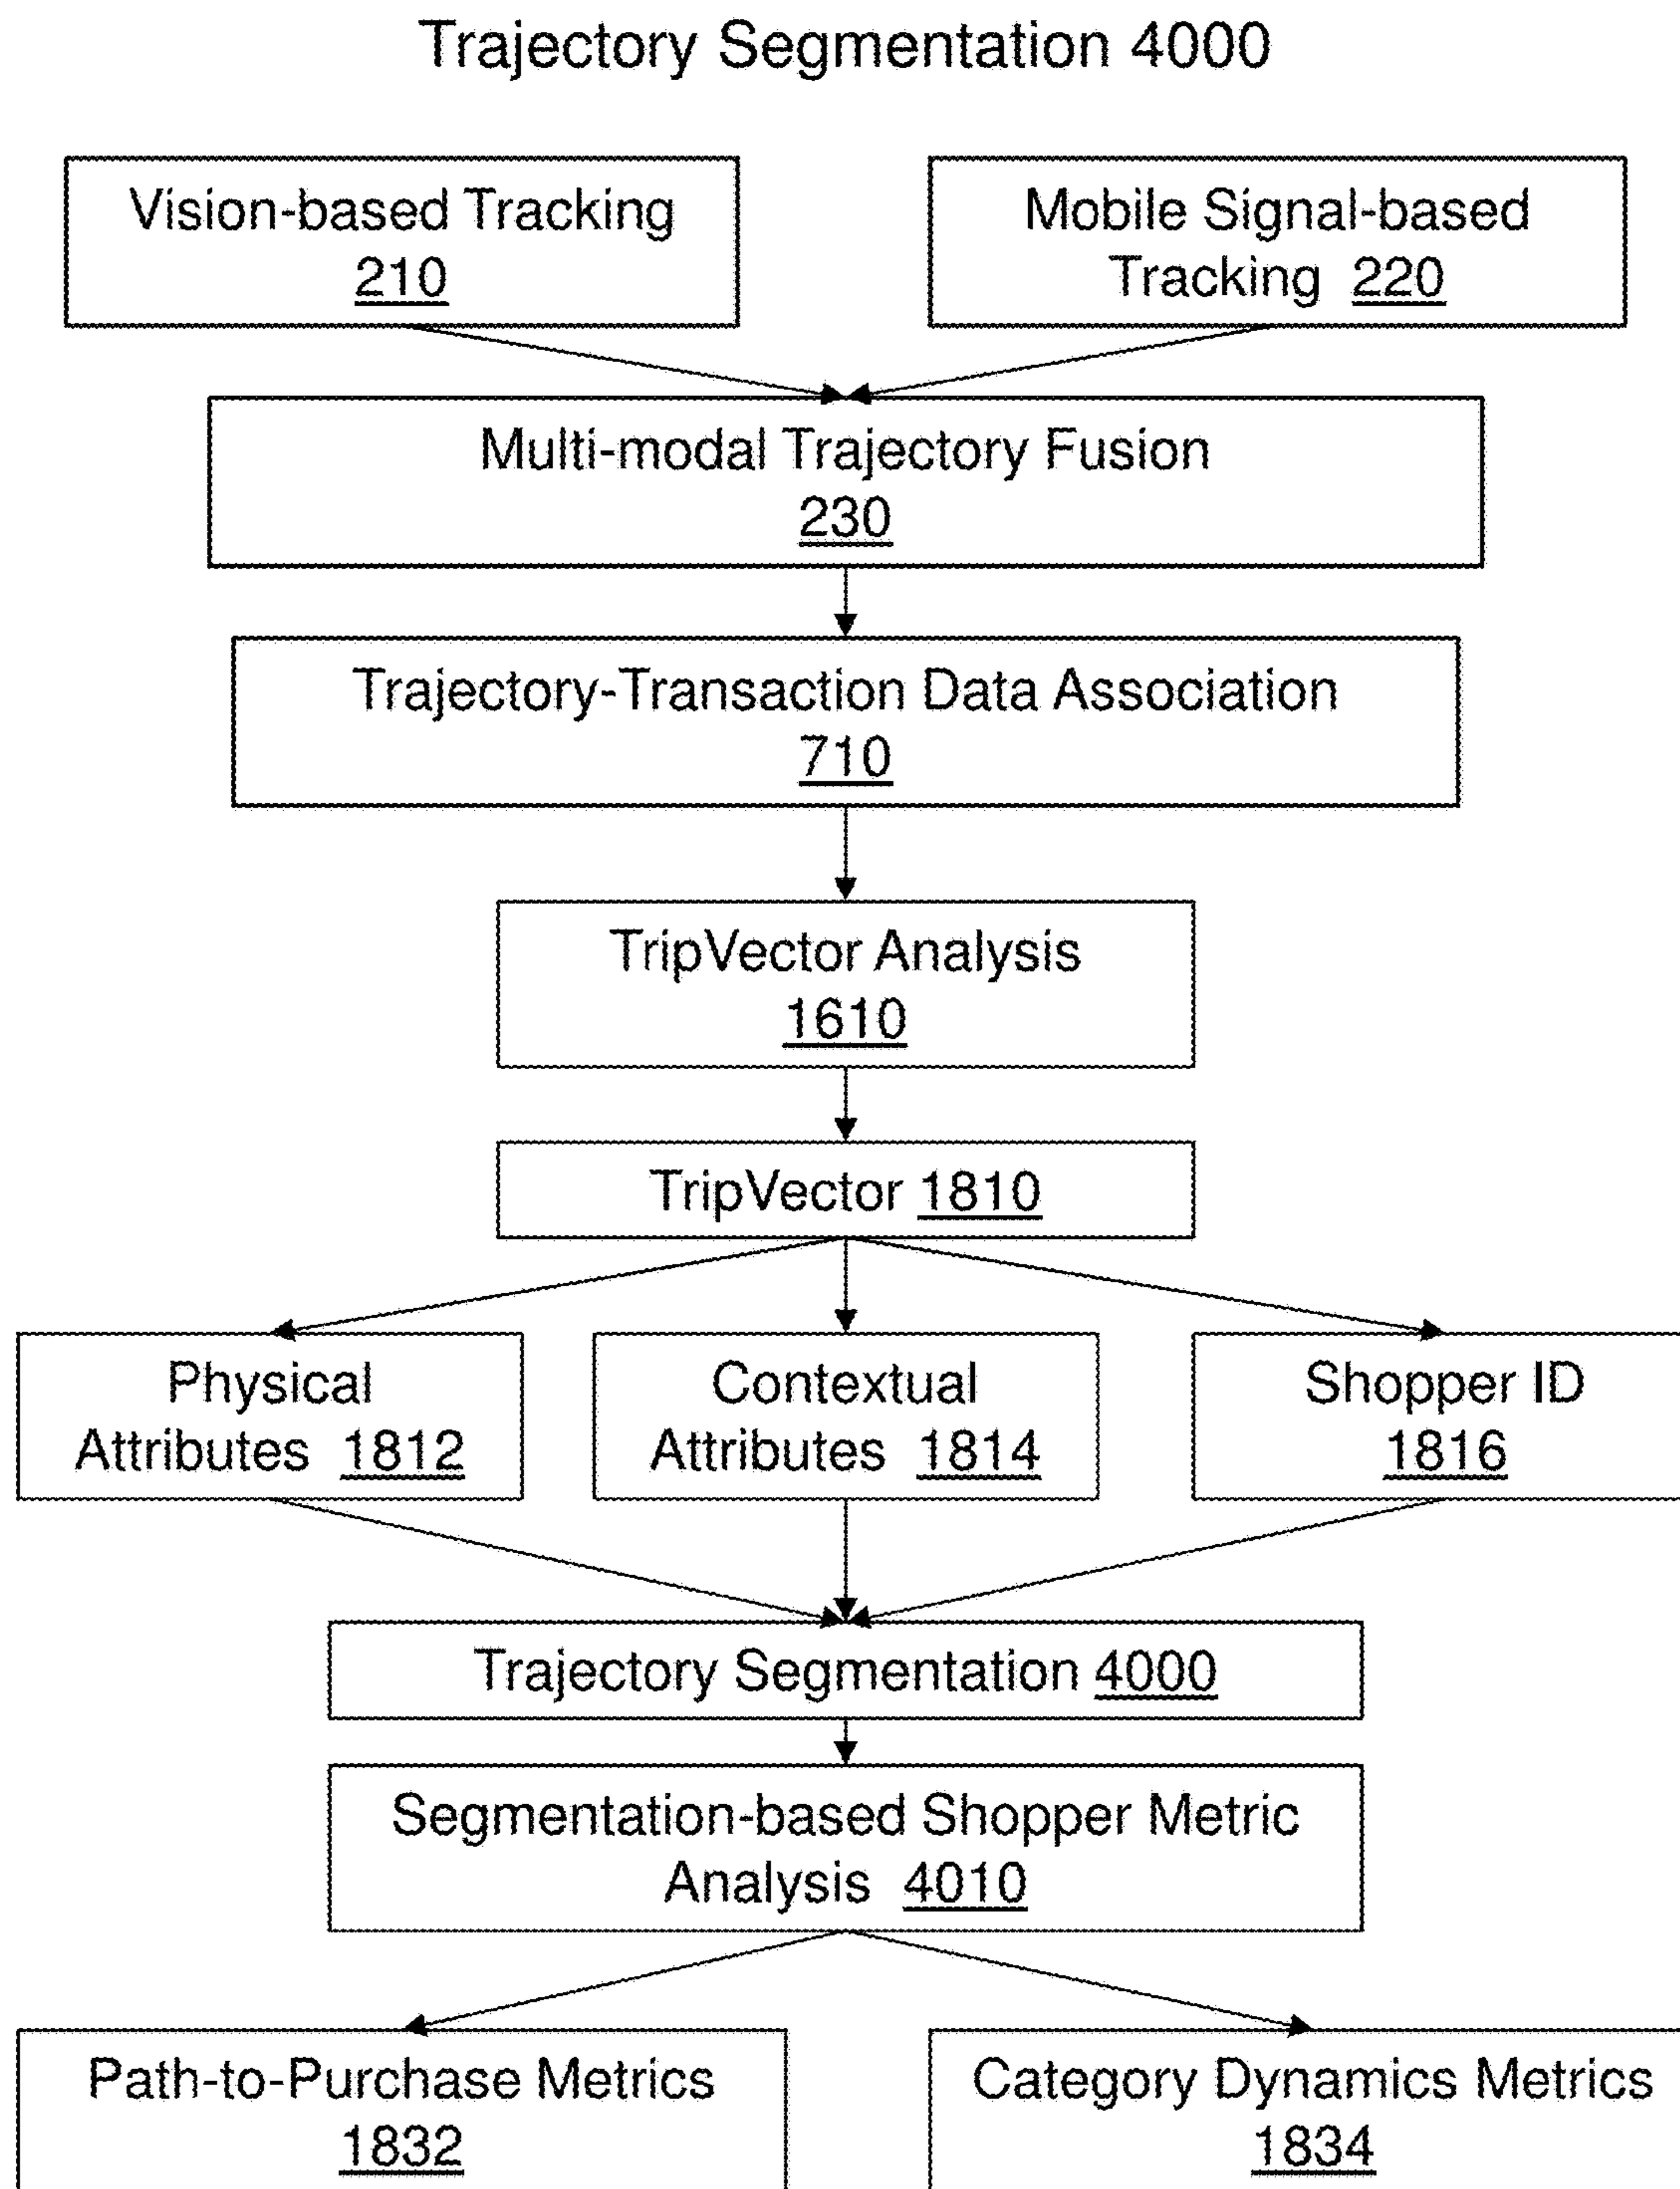 Trajectory Segmentation 4000
Vision-based Tracking
210
Mobile Signal-based
Tracking 220
Multi-modal Trajectory Fusion
230
Trajectory-Transaction Data Association
710
TripVector Analysis
1610
TripVector 1810
Physical
Attributes 1812
Contextual
Attributes 1814
Shopper ID
1816
Trajectory Segmentation 4000
Segmentation-based Shopper Metric
Analysis 4010
Path-to-Purchase Metrics
1832
Category Dynamics Metrics
1834